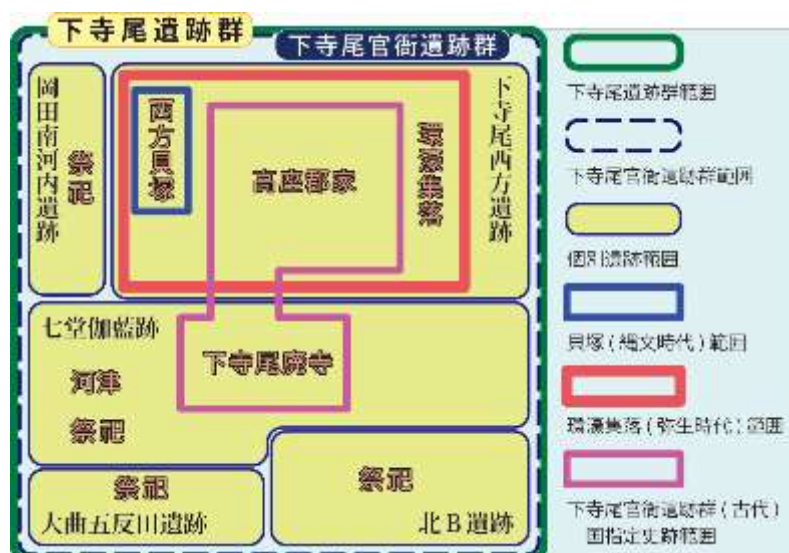 下寺尾遺跡群
下寺尾官衙遺跡群
岡田南河内遺跡
祭祀
西方貝塚
高座郡家
環濠集落
下寺尾西方遺跡
七堂伽藍跡
下寺尾廃寺
河津
祭祀
祭祀
大曲五反田遺跡
祭祀
北B遺跡
下寺尾遺跡群範囲
下寺尾官衙遺跡群範囲
個別遺跡範囲
貝塚(縄文時代)範囲
環濠集落(弥生時代)範囲
下寺尾官衙遺跡群(古代)
国指定史跡範囲